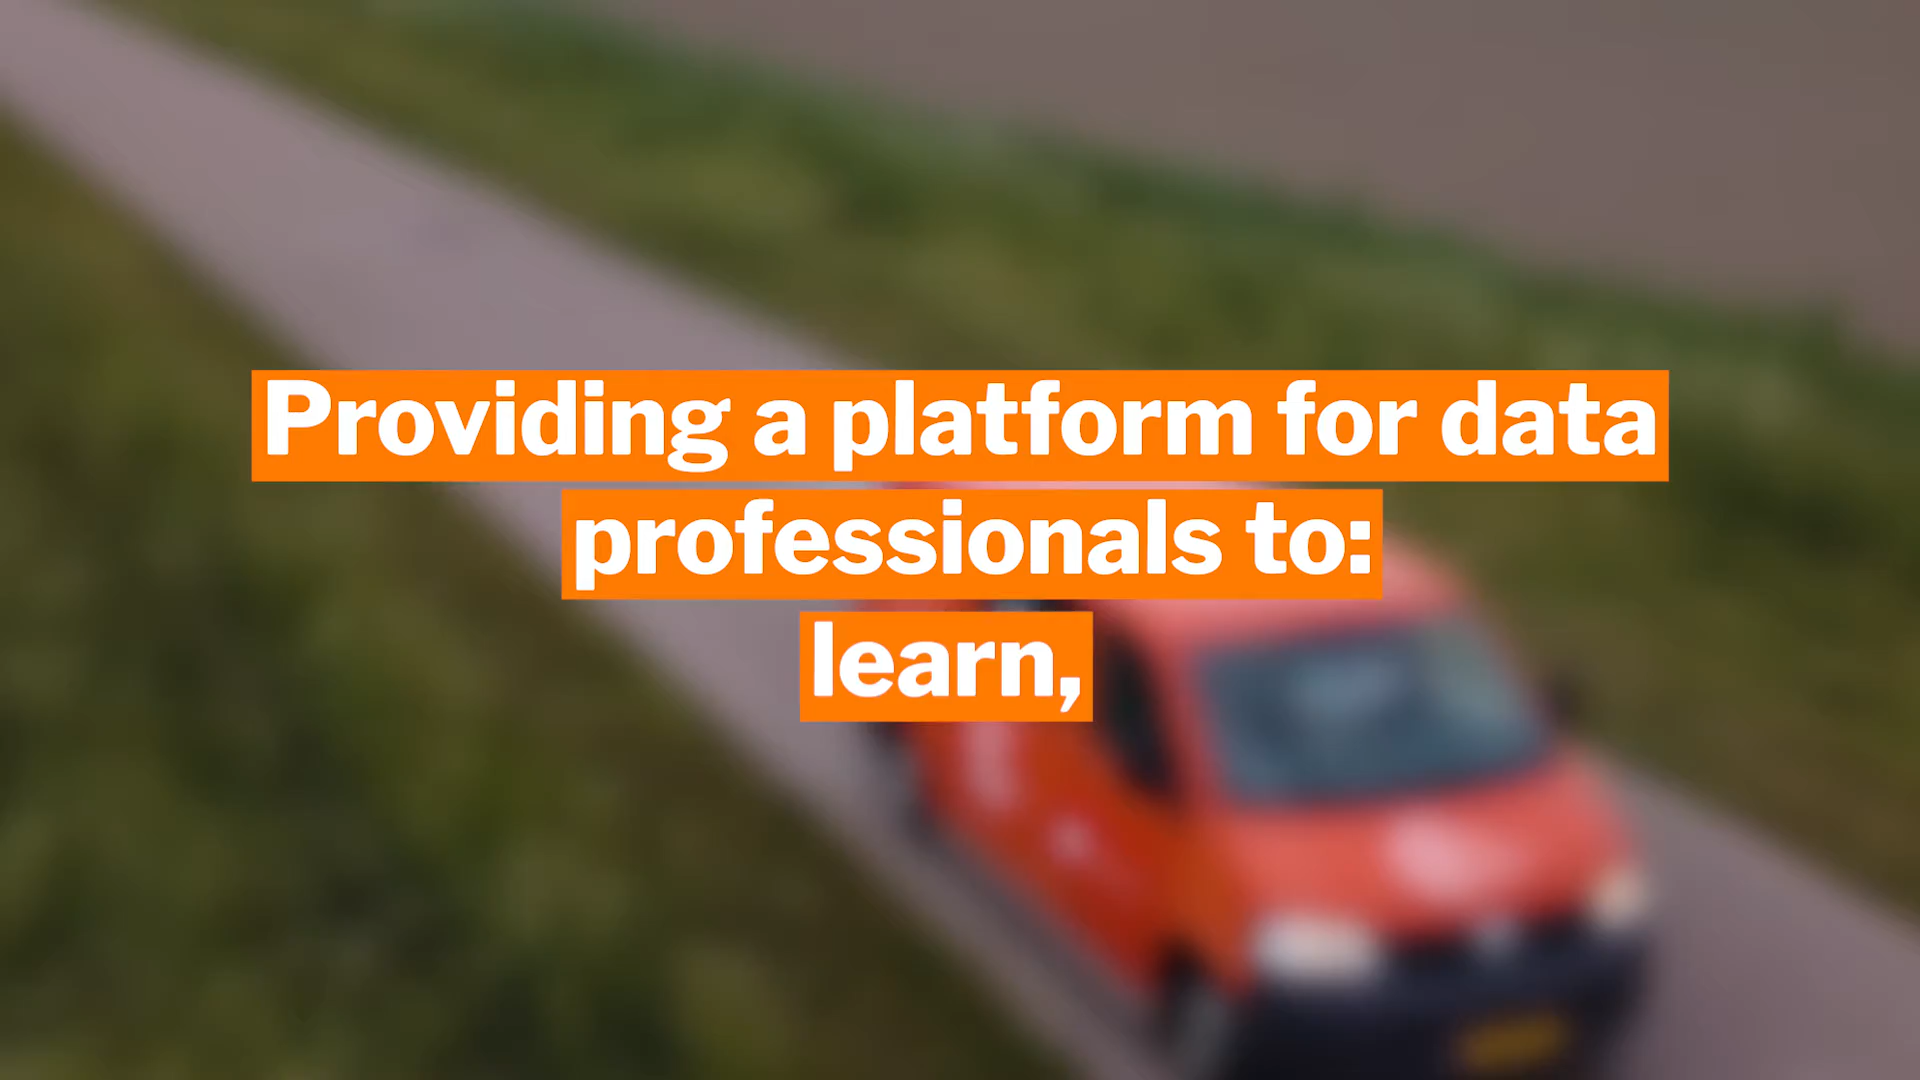 Providing a platform for data
professionals to:
learn,